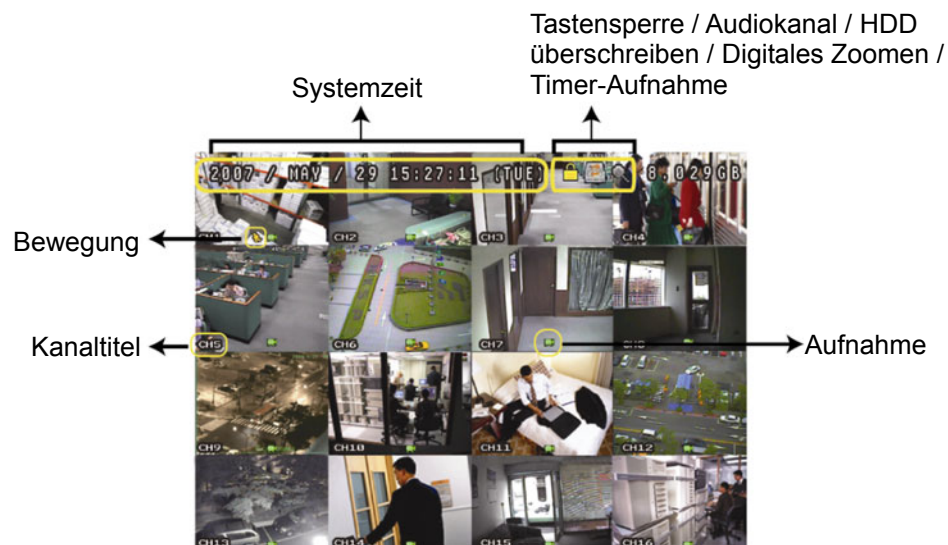 Tastensperre / Audiokanal / HDD
überschreiben / Digitales Zoomen /
Timer-Aufnahme
Systemzeit
2007 / MAY / 29 15:27:11 (TUE) 8.029GB
CH1 CH2 CH3 CH4
Bewegung
CH5 CH6 CH7 CH8
Kanaltitel
Aufnahme
CH9 CH10 CH11 CH12
CH13 CH14 CH15 CH16